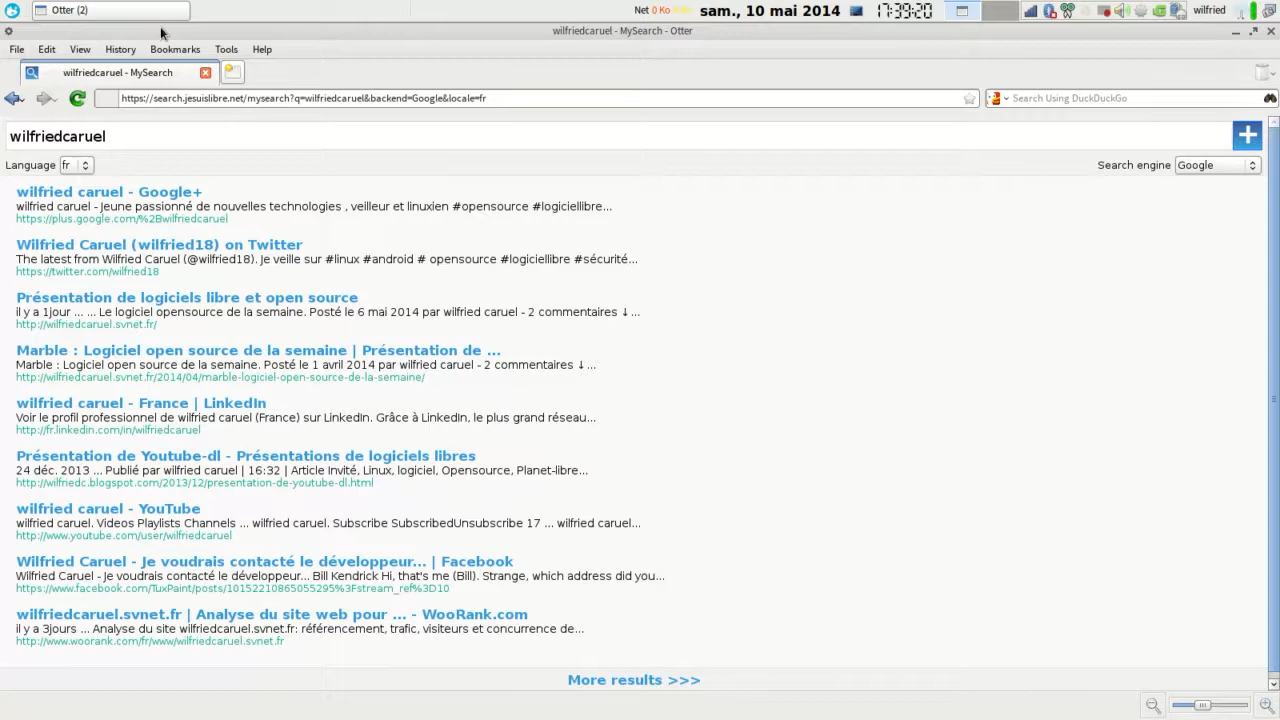 Otter (2)
Net 0 Ko
sam., 10 mai 2014
17:39:20
wilfried
wilfriedcaruel - MySearch - Otter
File Edit View History Bookmarks Tools Help
wilfriedcaruel - MySearch
https://search.jesuislibre.net/mysearch?q=wilfriedcaruel&backend=Google&locale=fr
Search Using DuckDuckGo
wilfriedcaruel
Language fr
Search engine Google
wilfried caruel - Google+
wilfried caruel - Jeune passionné de nouvelles technologies , veilleur et linuxien #opensource #logiciellibre...
https://plus.google.com/%2Bwilfriedcaruel
Wilfried Caruel (wilfried18) on Twitter
The latest from Wilfried Caruel (@wilfried18). Je veille sur #linux #android # opensource #logiciellibre #sécurité...
https://twitter.com/wilfried18
Présentation de logiciels libre et open source
il y a 1jour ... ... Le logiciel opensource de la semaine. Posté le 6 mai 2014 par wilfried caruel - 2 commentaires ↓...
http://wilfriedcaruel.svnet.fr/
Marble : Logiciel open source de la semaine | Présentation de ...
Marble : Logiciel open source de la semaine. Posté le 1 avril 2014 par wilfried caruel - 2 commentaires ↓...
http://wilfriedcaruel.svnet.fr/2014/04/marble-logiciel-open-source-de-la-semaine/
wilfried caruel - France | LinkedIn
Voir le profil professionnel de wilfried caruel (France) sur LinkedIn. Grâce à LinkedIn, le plus grand réseau...
http://fr.linkedin.com/in/wilfriedcaruel
Présentation de Youtube-dl - Présentations de logiciels libres
24 déc. 2013 ... Publié par wilfried caruel | 16:32 | Article Invité, Linux, logiciel, Opensource, Planet-libre...
http://wilfriedc.blogspot.com/2013/12/presentation-de-youtube-dl.html
wilfried caruel - YouTube
wilfried caruel. Videos Playlists Channels ... wilfried caruel. Subscribe SubscribedUnsubscribe 17 ... wilfried caruel...
http://www.youtube.com/user/wilfriedcaruel
Wilfried Caruel - Je voudrais contacté le développeur... | Facebook
Wilfried Caruel - Je voudrais contacté le développeur... Bill Kendrick Hi, that's me (Bill). Strange, which address did you...
https://www.facebook.com/TuxPaint/posts/10152210865055295%3Fstream_ref%3D10
wilfriedcaruel.svnet.fr | Analyse du site web pour ... - WooRank.com
il y a 3jours ... Analyse du site wilfriedcaruel.svnet.fr: référencement, trafic, visiteurs et concurrence de...
http://www.woorank.com/fr/www/wilfriedcaruel.svnet.fr
More results >>>